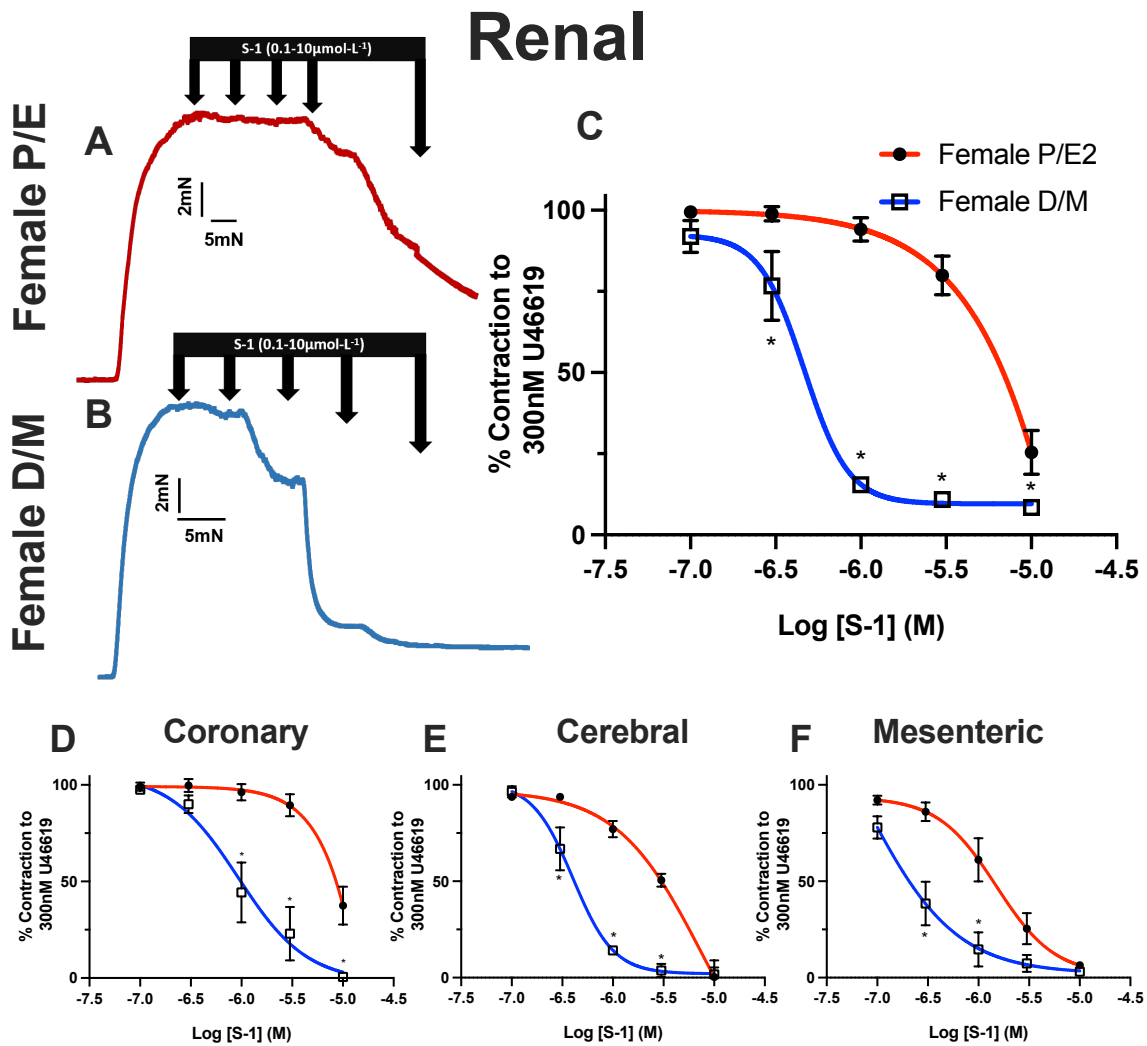 Renal
Female P/E
A
S-1 (0.1-10µmol-L⁻¹)
2mN
5mN
Female D/M
B
S-1 (0.1-10µmol-L⁻¹)
2mN
5mN
C
Female P/E2
Female D/M
% Contraction to
300nM U46619
100
50
0
*
*
*
*
-7.5 -7.0 -6.5 -6.0 -5.5 -5.0 -4.5
Log [S-1] (M)
D
Coronary
% Contraction to
300nM U46619
100
50
0
*
*
*
-7.5 -7.0 -6.5 -6.0 -5.5 -5.0 -4.5
Log [S-1] (M)
E
Cerebral
% Contraction to
300nM U46619
100
50
0
*
*
*
-7.5 -7.0 -6.5 -6.0 -5.5 -5.0 -4.5
Log [S-1] (M)
F
Mesenteric
% Contraction to
300nM U46619
100
50
0
*
*
-7.5 -7.0 -6.5 -6.0 -5.5 -5.0 -4.5
Log [S-1] (M)